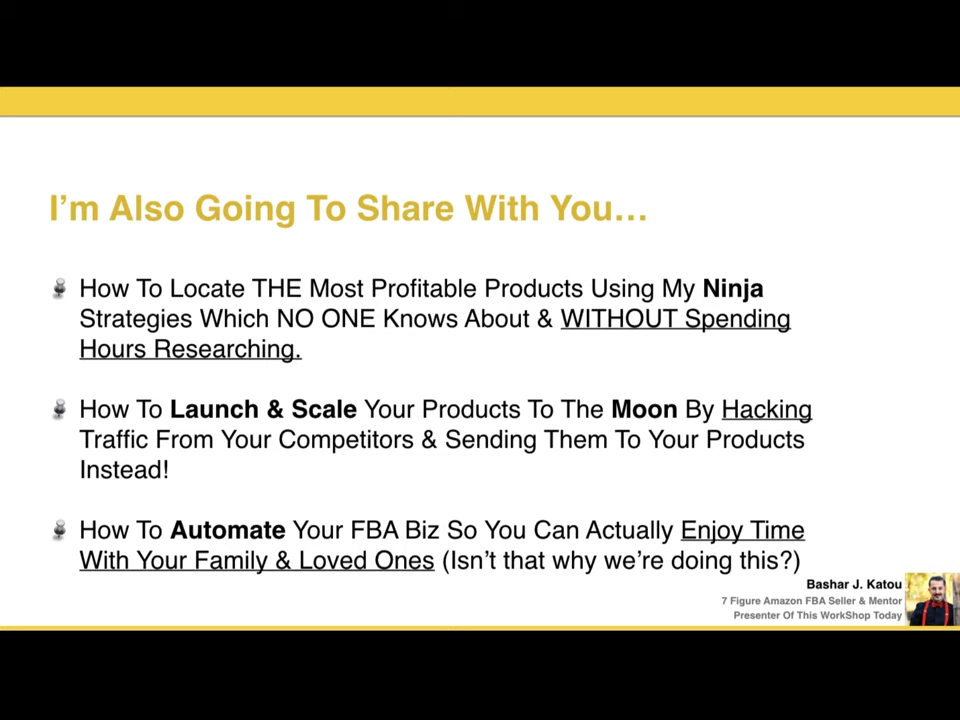 I'm Also Going To Share With You…
How To Locate THE Most Profitable Products Using My Ninja
Strategies Which NO ONE Knows About & WITHOUT Spending
Hours Researching.
How To Launch & Scale Your Products To The Moon By Hacking
Traffic From Your Competitors & Sending Them To Your Products
Instead!
How To Automate Your FBA Biz So You Can Actually Enjoy Time
With Your Family & Loved Ones (Isn't that why we're doing this?)
Bashar J. Katou
7 Figure Amazon FBA Seller & Mentor
Presenter Of This WorkShop Today